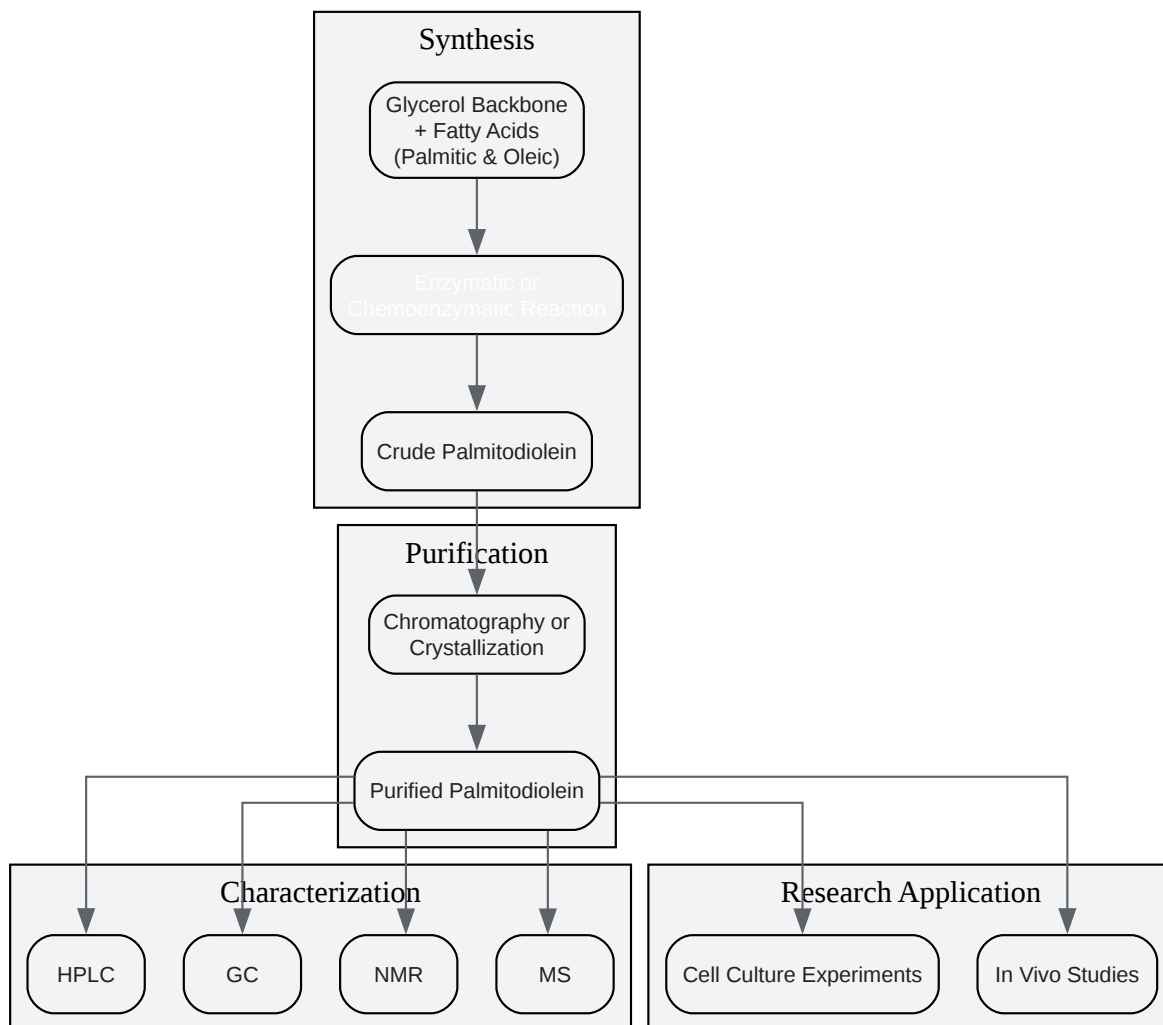 Synthesis
Glycerol Backbone
+ Fatty Acids
(Palmitic & Oleic)
Enzymatic or
Chemoenzymatic Reaction
Crude Palmitodiolein
Purification
Chromatography or
Crystallization
Purified Palmitodiolein
Characterization
HPLC
GC
NMR
MS
Research Application
Cell Culture Experiments
In Vivo Studies